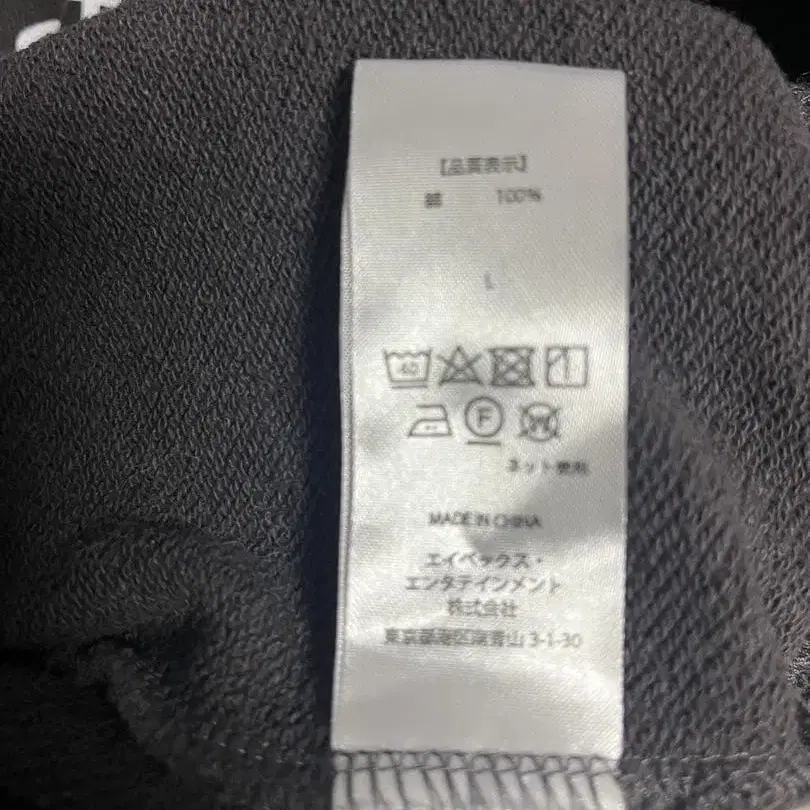 【品質表示】
綿 100%
L
40
F
W
ネット使用
MADE IN CHINA
エイベックス・
エンタテインメント
株式会社
東京都港区南青山 3-1-30